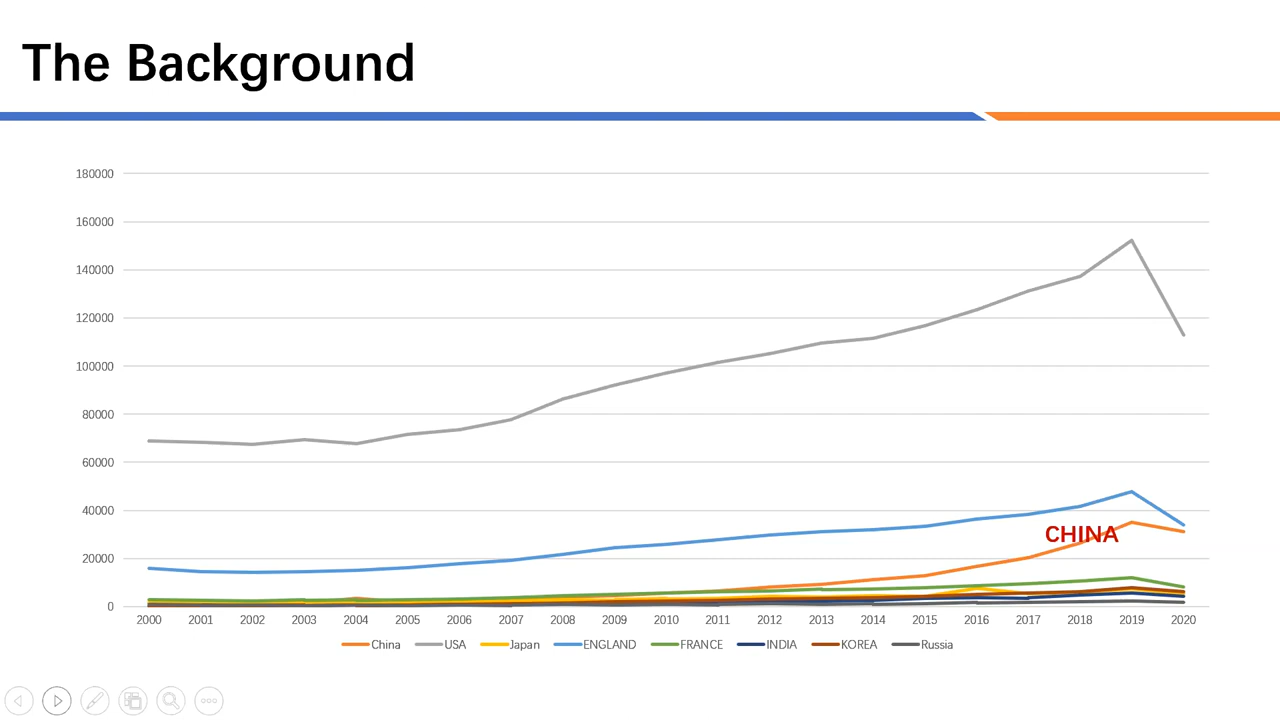 The Background
180000
160000
140000
120000
100000
80000
60000
40000
20000
0
CHINA
2000 2001 2002 2003 2004 2005 2006 2007 2008 2009 2010 2011 2012 2013 2014 2015 2016 2017 2018 2019 2020
China USA Japan ENGLAND FRANCE INDIA KOREA Russia